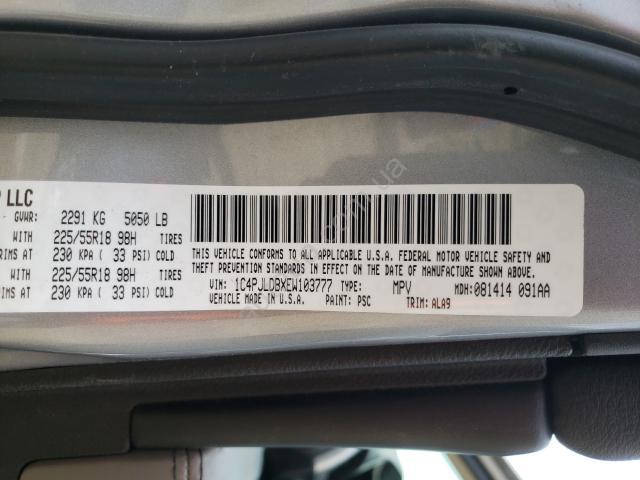 P LLC
GVWR: 2291 KG 5050 LB
WITH 225/55R18 98H TIRES
RIMS AT 230 KPA ( 33 PSI) COLD
WITH 225/55R18 98H TIRES
RIMS AT 230 KPA ( 33 PSI) COLD
THIS VEHICLE CONFORMS TO ALL APPLICABLE U.S.A. FEDERAL MOTOR VEHICLE SAFETY AND
THEFT PREVENTION STANDARDS IN EFFECT ON THE DATE OF MANUFACTURE SHOWN ABOVE.
VIN: 1C4PJLDBXEW103777 TYPE: MPV MDH: 081414 091AA
PAINT: PSC TRIM: ALA9